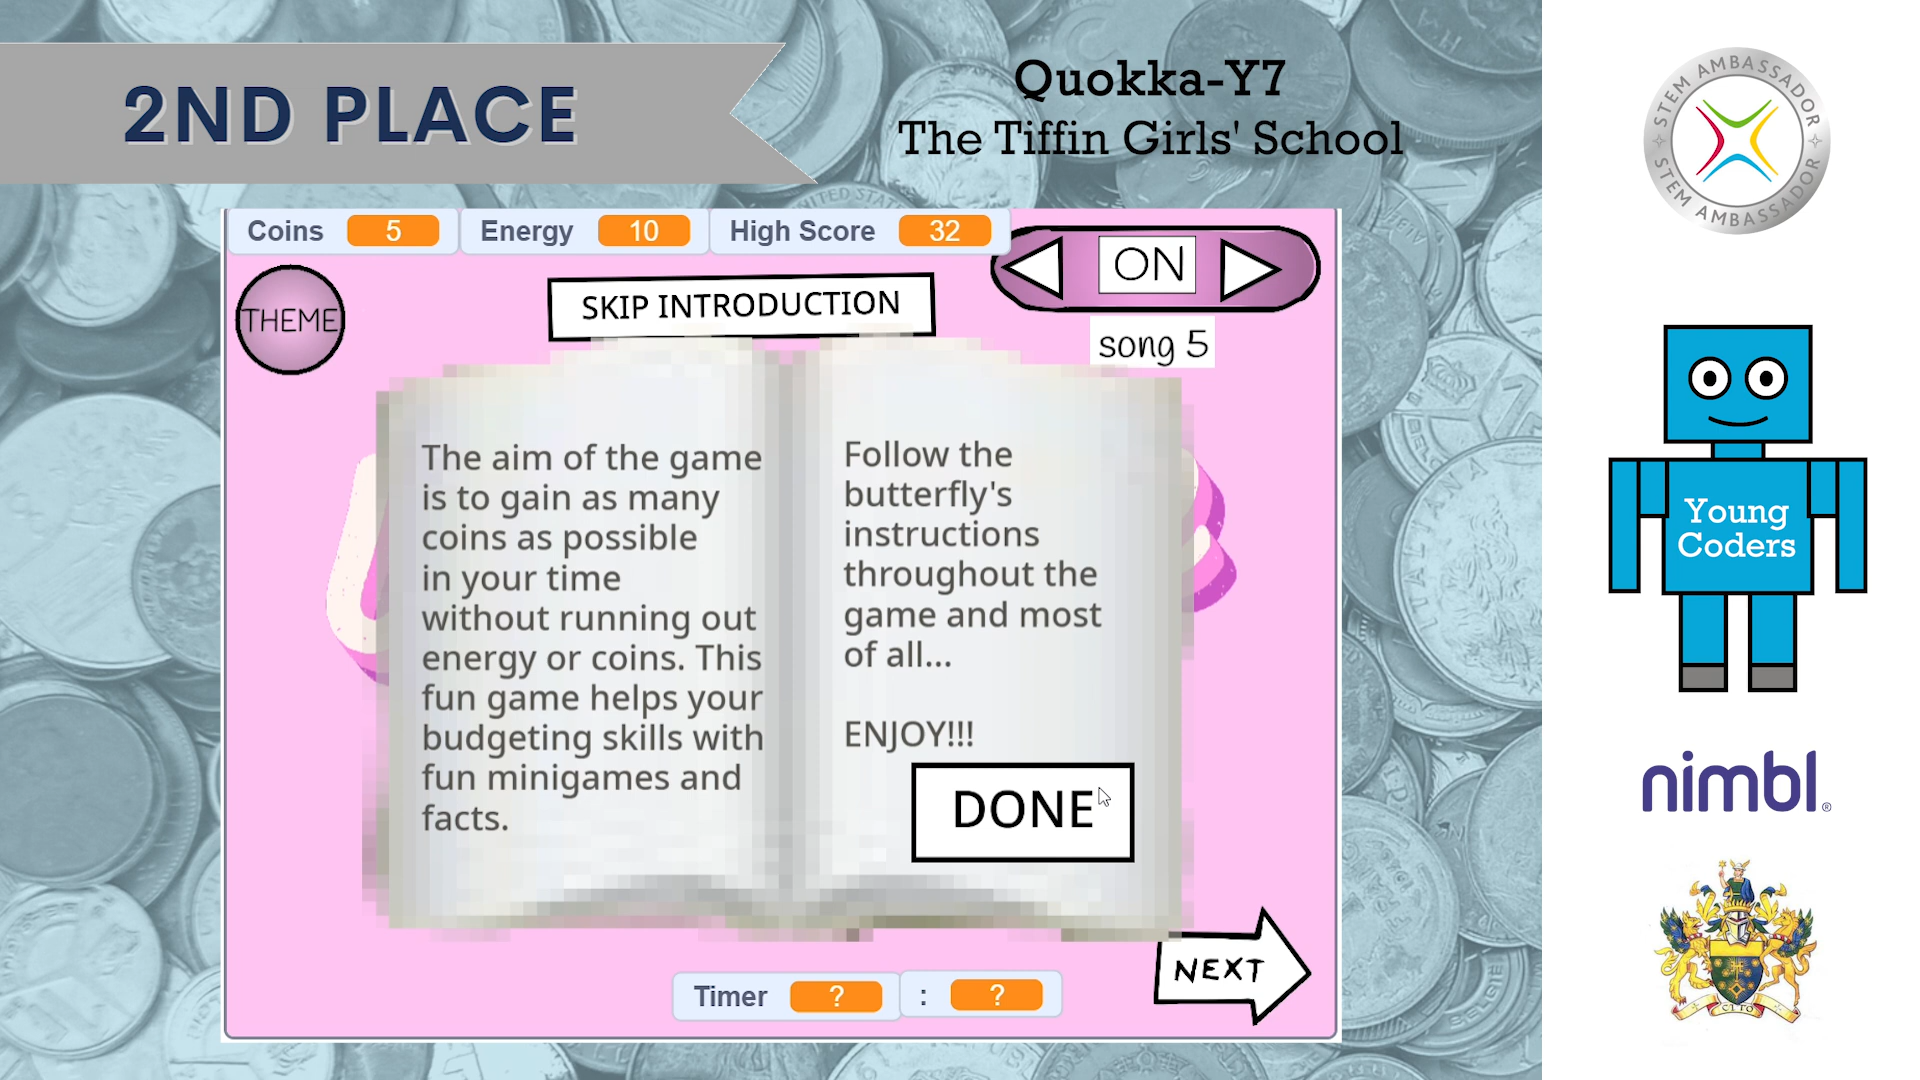 2ND PLACE
Quokka-Y7
The Tiffin Girls' School
Coins 5 Energy 10 High Score 32
THEME
SKIP INTRODUCTION
ON
song 5
The aim of the game
is to gain as many
coins as possible
in your time
without running out
energy or coins. This
fun game helps your
budgeting skills with
fun minigames and
facts.
Follow the
butterfly's
instructions
throughout the
game and most
of all...
ENJOY!!!
DONE
NEXT
Timer ? : ?
STEM AMBASSADOR
STEM AMBASSADOR
Young
Coders
nimbl®